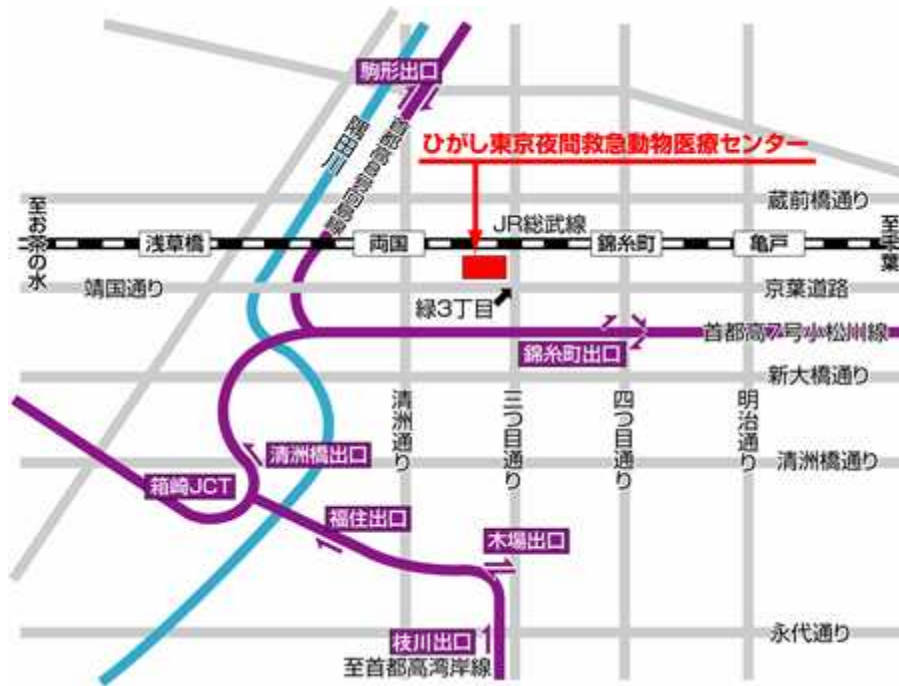 駒形出口
隅田川
首都高6号向島線
ひがし東京夜間救急動物医療センター
蔵前橋通り
JR総武線
至お茶の水
浅草橋
両国
錦糸町
亀戸
至千葉
靖国通り
緑3丁目
京葉道路
首都高7号小松川線
錦糸町出口
新大橋通り
清洲通り
三つ目通り
四つ目通り
明治通り
清洲橋出口
清洲橋通り
箱崎JCT
福住出口
木場出口
枝川出口
永代通り
至首都高湾岸線